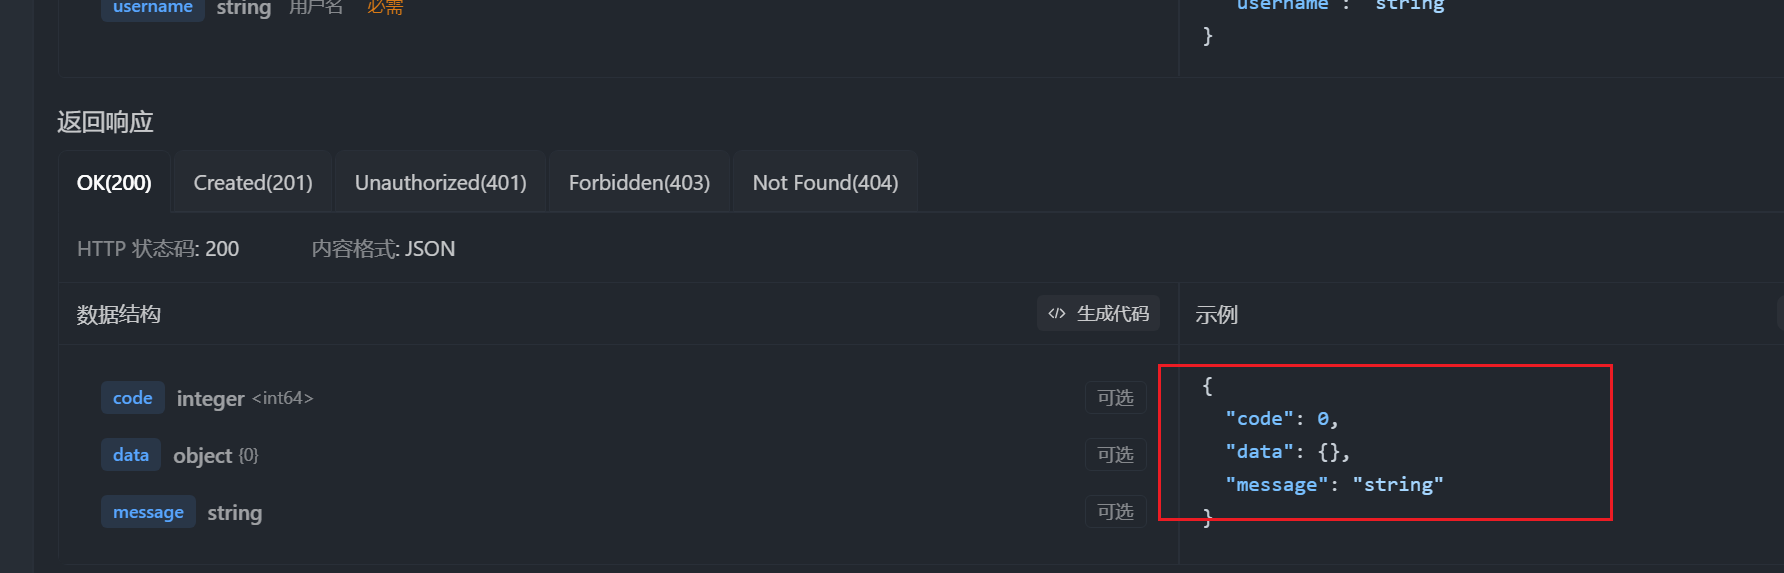 username string 用户名 必需
"username": "string"
}
返回响应
OK(200) Created(201) Unauthorized(401) Forbidden(403) Not Found(404)
HTTP 状态码: 200 内容格式: JSON
数据结构 </> 生成代码 示例
code integer <int64> 可选
data object {0} 可选
message string 可选
{
"code": 0,
"data": {},
"message": "string"
}